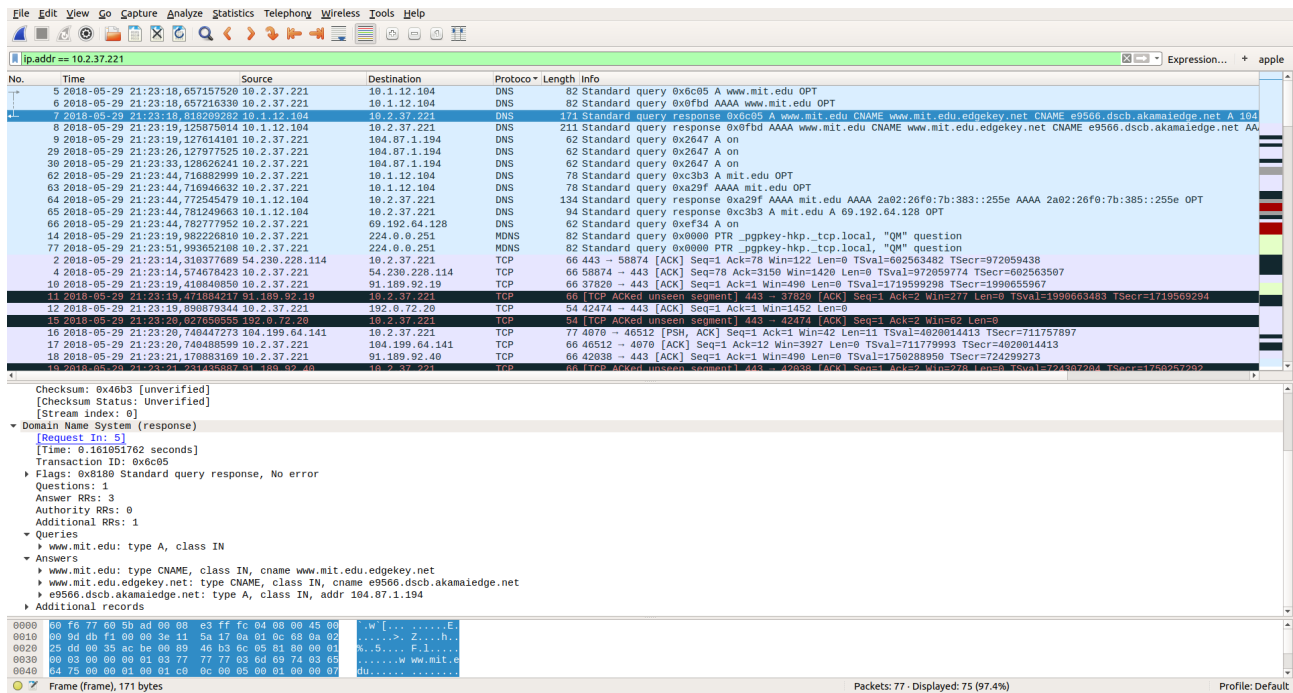 File Edit View Go Capture Analyze Statistics Telephony Wireless Tools Help
ip.addr == 10.2.37.221 Expression... + apple
No. Time Source Destination Protoco Length Info
5 2018-05-29 21:23:18,657157520 10.2.37.221 10.1.12.104 DNS 82 Standard query 0x6c05 A www.mit.edu OPT
6 2018-05-29 21:23:18,657216330 10.2.37.221 10.1.12.104 DNS 82 Standard query 0x0fbd AAAA www.mit.edu OPT
7 2018-05-29 21:23:18,818209282 10.1.12.104 10.2.37.221 DNS 171 Standard query response 0x6c05 A www.mit.edu CNAME www.mit.edu.edgekey.net CNAME e9566.dscb.akamaiedge.net A 104
8 2018-05-29 21:23:19,125875014 10.1.12.104 10.2.37.221 DNS 211 Standard query response 0x0fbd AAAA www.mit.edu CNAME www.mit.edu.edgekey.net CNAME e9566.dscb.akamaiedge.net AA
9 2018-05-29 21:23:19,127614101 10.2.37.221 104.87.1.194 DNS 62 Standard query 0x2647 A on
29 2018-05-29 21:23:26,127977525 10.2.37.221 104.87.1.194 DNS 62 Standard query 0x2647 A on
30 2018-05-29 21:23:33,128626241 10.2.37.221 104.87.1.194 DNS 62 Standard query 0x2647 A on
62 2018-05-29 21:23:44,716882999 10.2.37.221 10.1.12.104 DNS 78 Standard query 0xc3b3 A mit.edu OPT
63 2018-05-29 21:23:44,716946632 10.2.37.221 10.1.12.104 DNS 78 Standard query 0xa29f AAAA mit.edu OPT
64 2018-05-29 21:23:44,772545479 10.1.12.104 10.2.37.221 DNS 134 Standard query response 0xa29f AAAA mit.edu AAAA 2a02:26f0:7b:383::255e AAAA 2a02:26f0:7b:385::255e OPT
65 2018-05-29 21:23:44,781249663 10.1.12.104 10.2.37.221 DNS 94 Standard query response 0xc3b3 A mit.edu A 69.192.64.128 OPT
66 2018-05-29 21:23:44,782777952 10.2.37.221 69.192.64.128 DNS 62 Standard query 0xef34 A on
14 2018-05-29 21:23:19,982226810 10.2.37.221 224.0.0.251 MDNS 82 Standard query 0x0000 PTR _pgpkey-hkp._tcp.local, "QM" question
77 2018-05-29 21:23:51,993652108 10.2.37.221 224.0.0.251 MDNS 82 Standard query 0x0000 PTR _pgpkey-hkp._tcp.local, "QM" question
2 2018-05-29 21:23:14,310377689 54.230.228.114 10.2.37.221 TCP 66 443 → 58874 [ACK] Seq=1 Ack=78 Win=122 Len=0 TSval=602563482 TSecr=972059438
4 2018-05-29 21:23:14,574678423 10.2.37.221 54.230.228.114 TCP 66 58874 → 443 [ACK] Seq=78 Ack=3150 Win=1420 Len=0 TSval=972059774 TSecr=602563507
10 2018-05-29 21:23:19,410840850 10.2.37.221 91.189.92.19 TCP 66 37820 → 443 [ACK] Seq=1 Ack=1 Win=490 Len=0 TSval=1719599298 TSecr=1990655967
11 2018-05-29 21:23:19,471884217 91.189.92.19 10.2.37.221 TCP 66 [TCP ACKed unseen segment] 443 → 37820 [ACK] Seq=1 Ack=2 Win=277 Len=0 TSval=1990663483 TSecr=1719569294
12 2018-05-29 21:23:19,890879344 10.2.37.221 192.0.72.20 TCP 54 42474 → 443 [ACK] Seq=1 Ack=1 Win=1452 Len=0
15 2018-05-29 21:23:20,027650555 192.0.72.20 10.2.37.221 TCP 54 [TCP ACKed unseen segment] 443 → 42474 [ACK] Seq=1 Ack=2 Win=62 Len=0
16 2018-05-29 21:23:20,740447273 104.199.64.141 10.2.37.221 TCP 77 4070 → 46512 [PSH, ACK] Seq=1 Ack=1 Win=42 Len=11 TSval=4020014413 TSecr=711757897
17 2018-05-29 21:23:20,740488599 10.2.37.221 104.199.64.141 TCP 66 46512 → 4070 [ACK] Seq=1 Ack=12 Win=3927 Len=0 TSval=711779993 TSecr=4020014413
18 2018-05-29 21:23:21,170883169 10.2.37.221 91.189.92.40 TCP 66 42038 → 443 [ACK] Seq=1 Ack=1 Win=490 Len=0 TSval=1750288950 TSecr=724299273
19 2018-05-29 21:23:21,231435887 91.189.92.40 10.2.37.221 TCP 66 [TCP ACKed unseen segment] 443 → 42038 [ACK] Seq=1 Ack=2 Win=278 Len=0 TSval=724307204 TSecr=1750257292
Checksum: 0x46b3 [unverified]
[Checksum Status: Unverified]
[Stream index: 0]
Domain Name System (response)
[Request In: 5]
[Time: 0.161051762 seconds]
Transaction ID: 0x6c05
Flags: 0x8180 Standard query response, No error
Questions: 1
Answer RRs: 3
Authority RRs: 0
Additional RRs: 1
Queries
www.mit.edu: type A, class IN
Answers
www.mit.edu: type CNAME, class IN, cname www.mit.edu.edgekey.net
www.mit.edu.edgekey.net: type CNAME, class IN, cname e9566.dscb.akamaiedge.net
e9566.dscb.akamaiedge.net: type A, class IN, addr 104.87.1.194
Additional records
0000 60 f6 77 60 5b ad 00 08 e3 ff fc 04 08 00 45 00 `.w`[... ......E.
0010 00 9d db f1 00 00 3e 11 5a 17 0a 01 0c 68 0a 02 ......>. Z....h..
0020 25 dd 00 35 ac be 00 89 46 b3 6c 05 81 80 00 01 %..5.... F.l.....
0030 00 03 00 00 00 01 03 77 77 77 03 6d 69 74 03 65 .......w ww.mit.e
0040 64 75 00 00 01 00 01 c0 0c 00 05 00 01 00 00 07 du...... ........
Frame (frame), 171 bytes Packets: 77 · Displayed: 75 (97.4%) Profile: Default